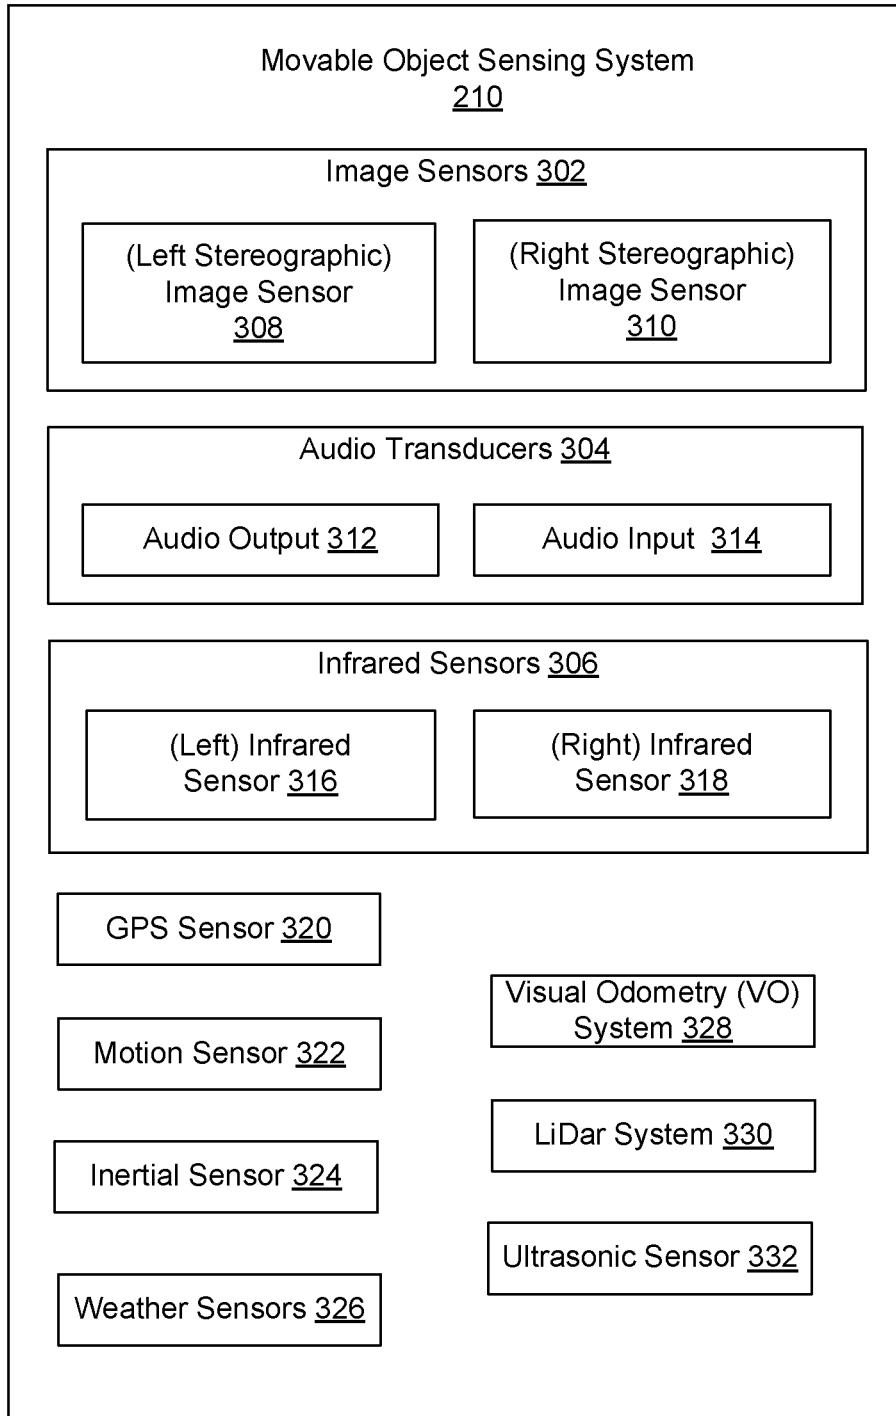 Movable Object Sensing System
210
Image Sensors 302
(Left Stereographic)
Image Sensor
308
(Right Stereographic)
Image Sensor
310
Audio Transducers 304
Audio Output 312
Audio Input 314
Infrared Sensors 306
(Left) Infrared
Sensor 316
(Right) Infrared
Sensor 318
GPS Sensor 320
Motion Sensor 322
Inertial Sensor 324
Weather Sensors 326
Visual Odometry (VO)
System 328
LiDar System 330
Ultrasonic Sensor 332